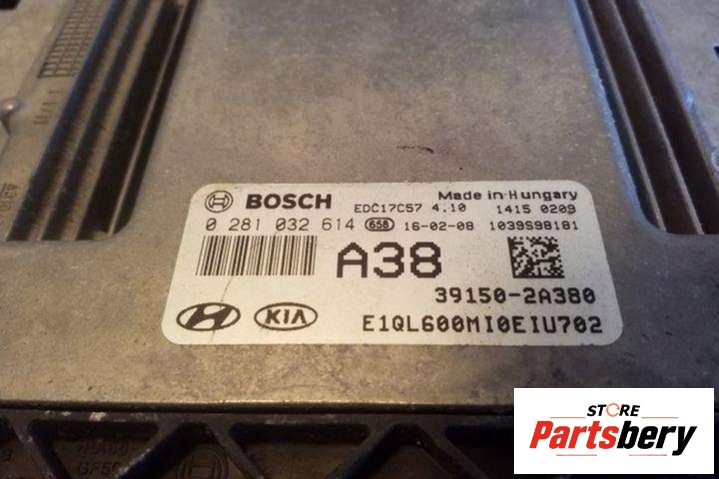 BOSCH
EDC17C57 4.10
Made in Hungary
1415 0209
0 281 032 614 658 16-02-08 1039S98181
A38
39150-2A380
KIA
E1QL600MI0EIU702
STORE
Partsbery